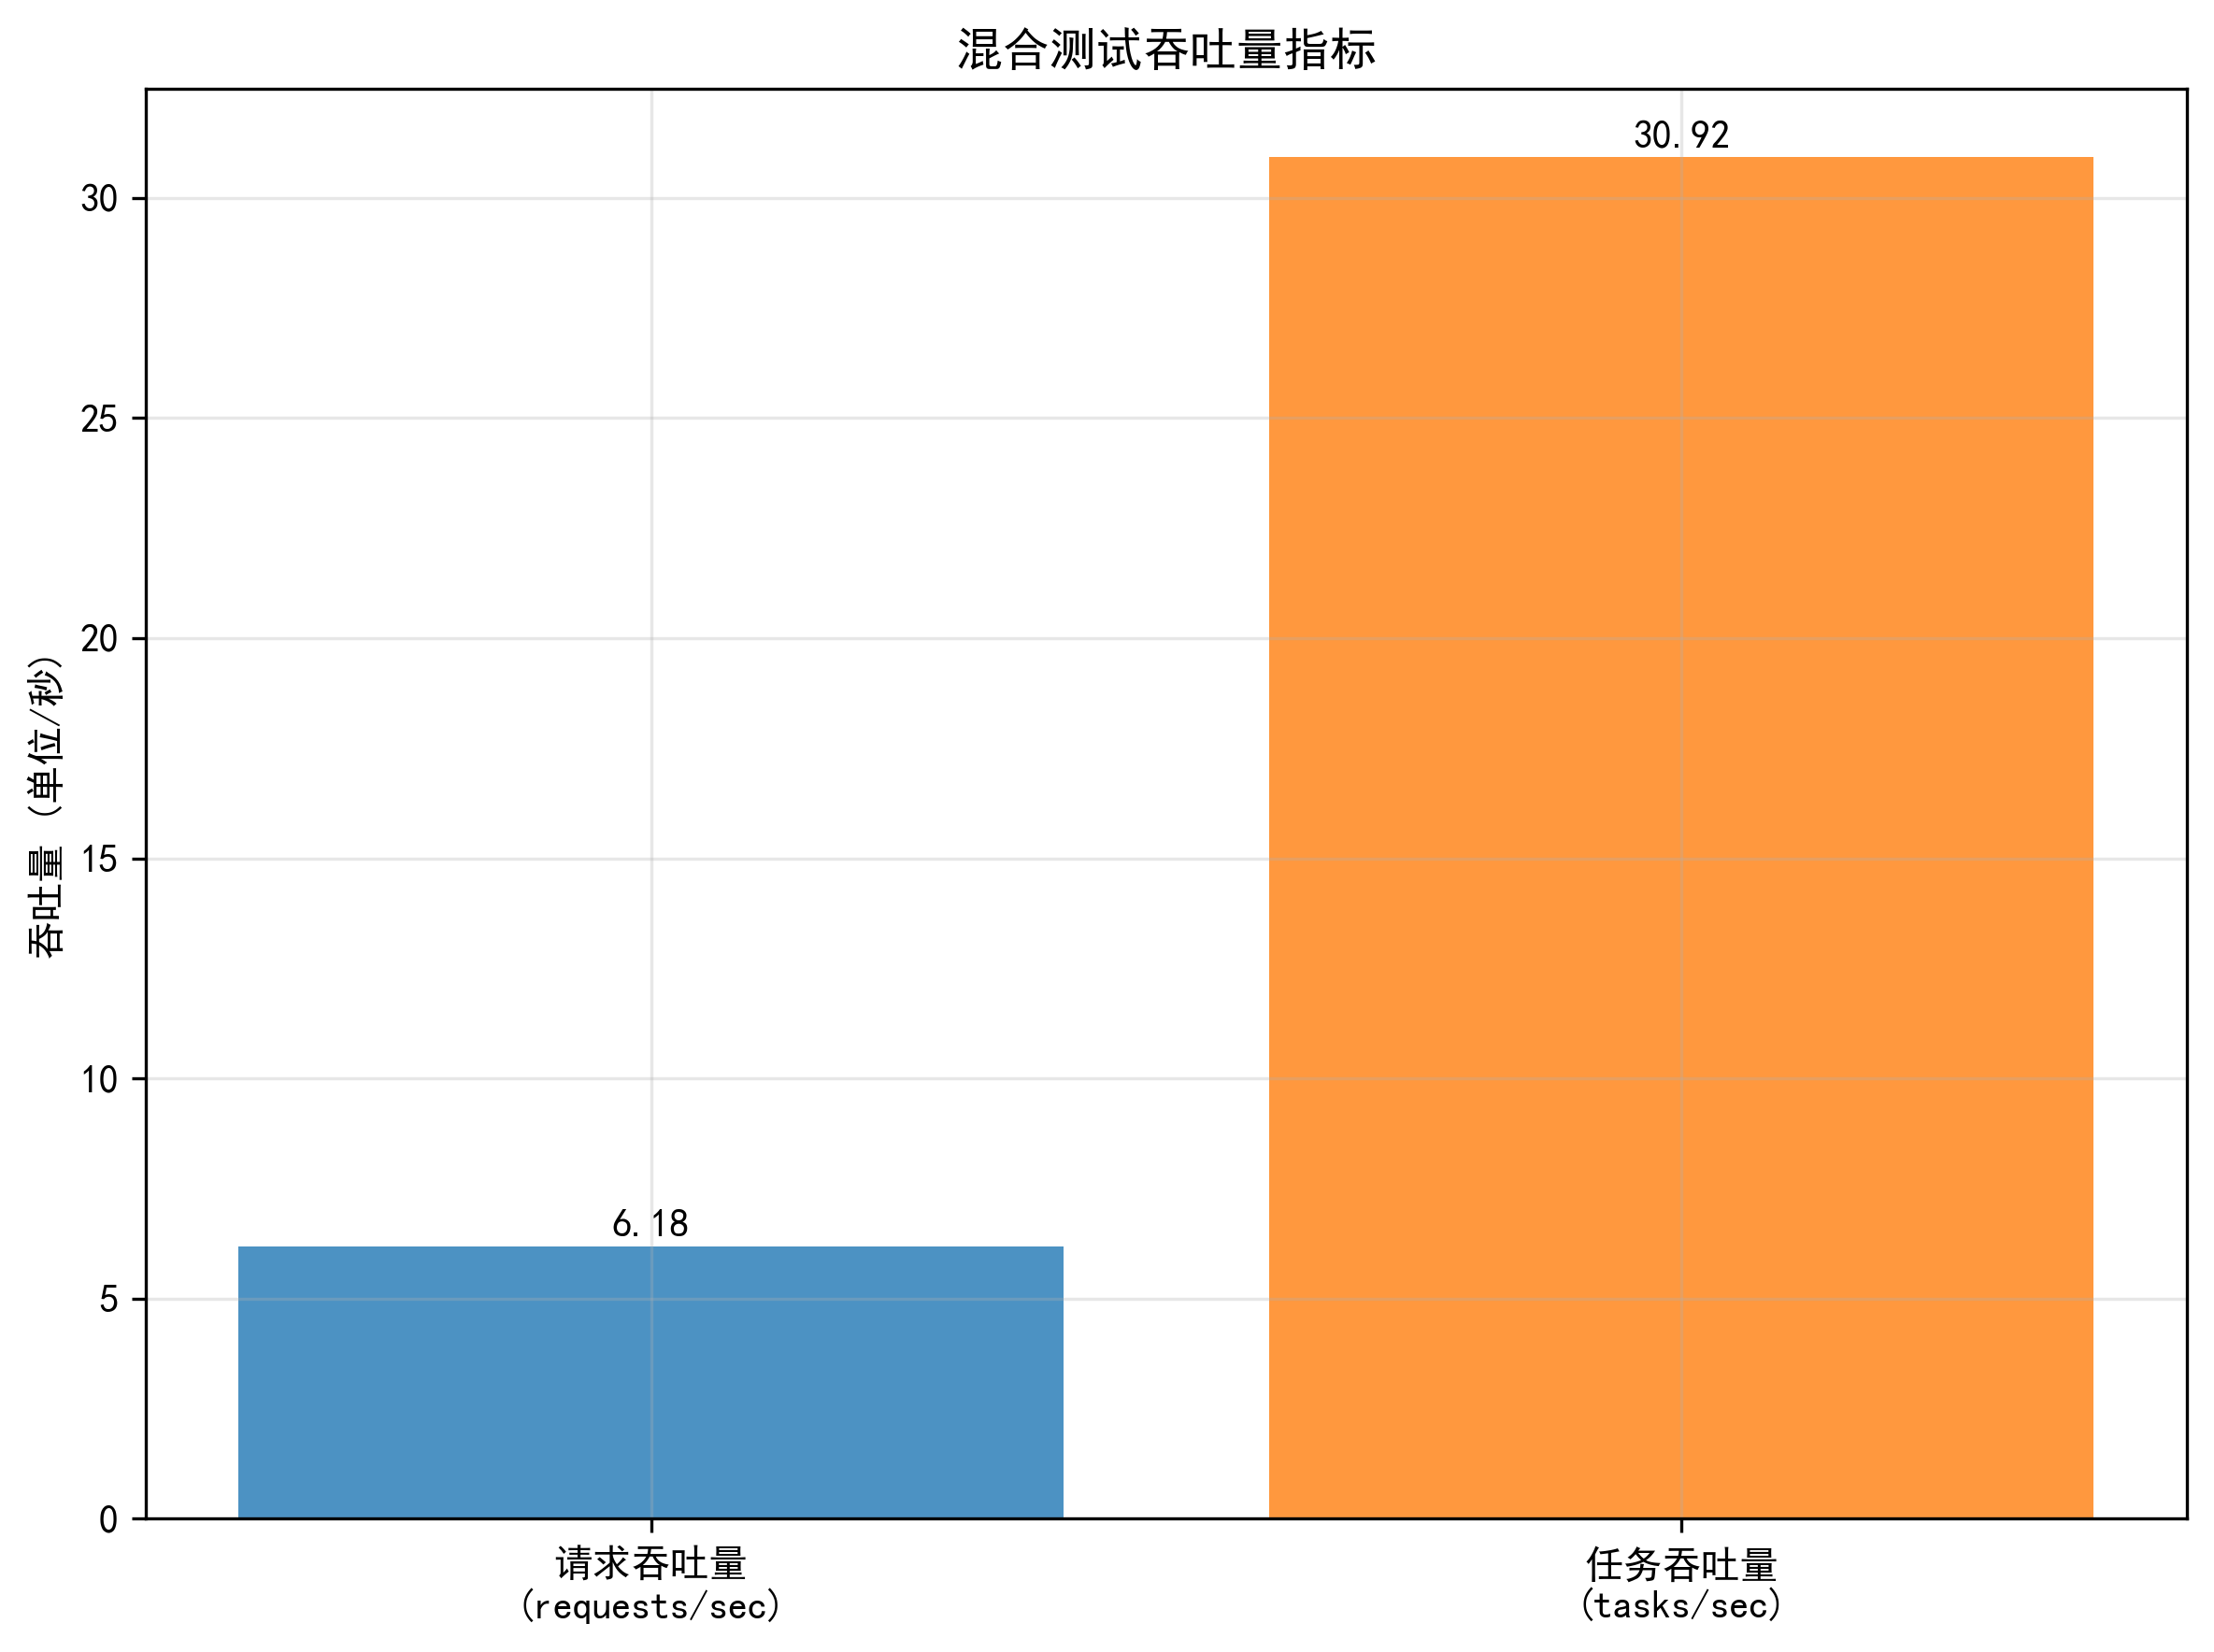 混合测试吞吐量指标
吞吐量 (单位/秒)
30
25
20
15
10
5
0
6.18
30.92
请求吞吐量
(requests/sec)
任务吞吐量
(tasks/sec)